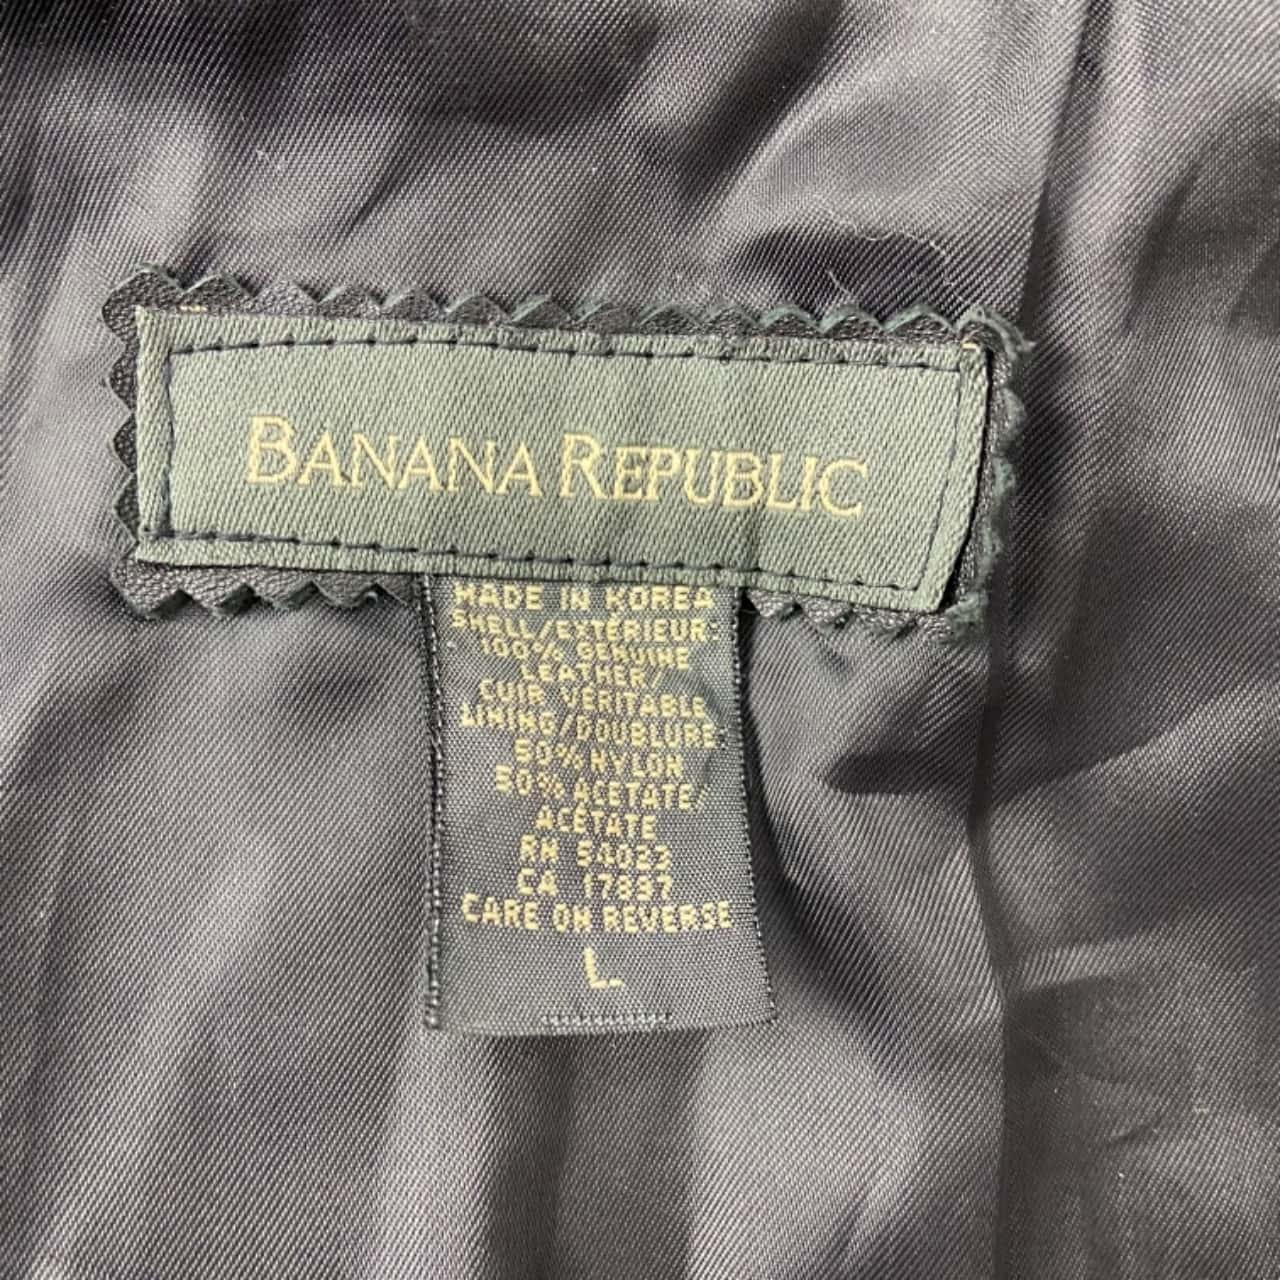 BANANA REPUBLIC
MADE IN KOREA
SHELL/EXTÉRIEUR:
100% GENUINE
LEATHER/
CUIR VÉRITABLE
LINING/DOUBLURE
50% NYLON
50% ACETATE/
ACÉTATE
RN 54023
CA 17897
CARE ON REVERSE
L